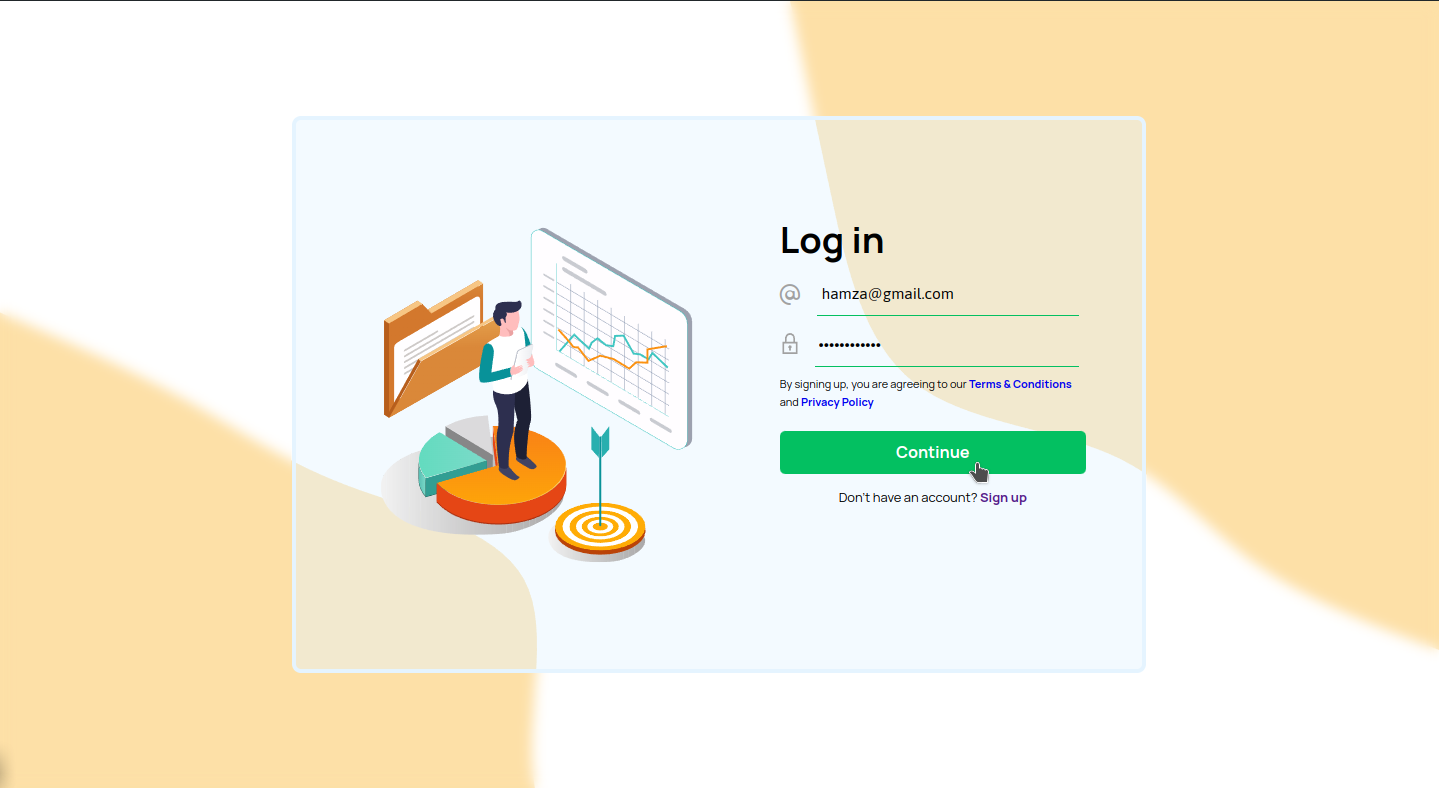 Log in
hamza@gmail.com
••••••••••••
By signing up, you are agreeing to our Terms & Conditions
and Privacy Policy
Continue
Don't have an account? Sign up